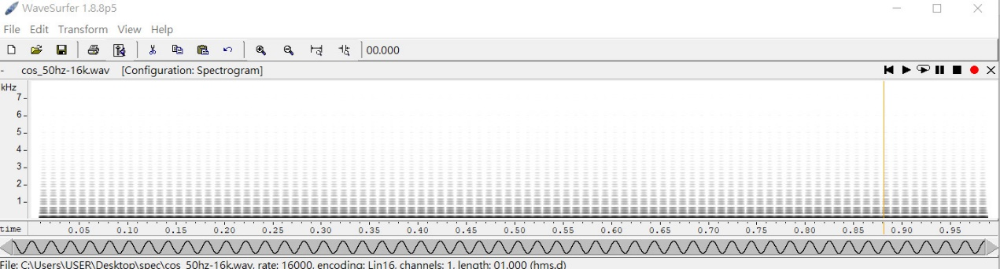 WaveSurfer 1.8.8p5
File Edit Transform View Help
00.000
- cos_50hz-16k.wav [Configuration: Spectrogram]
kHz
7
6
5
4
3
2
1
time 0.05 0.10 0.15 0.20 0.25 0.30 0.35 0.40 0.45 0.50 0.55 0.60 0.65 0.70 0.75 0.80 0.85 0.90 0.95
File: C:\Users\USER\Desktop\spec\cos_50hz-16k.wav, rate: 16000, encoding: Lin16, channels: 1, length: 01.000 (hms.d)